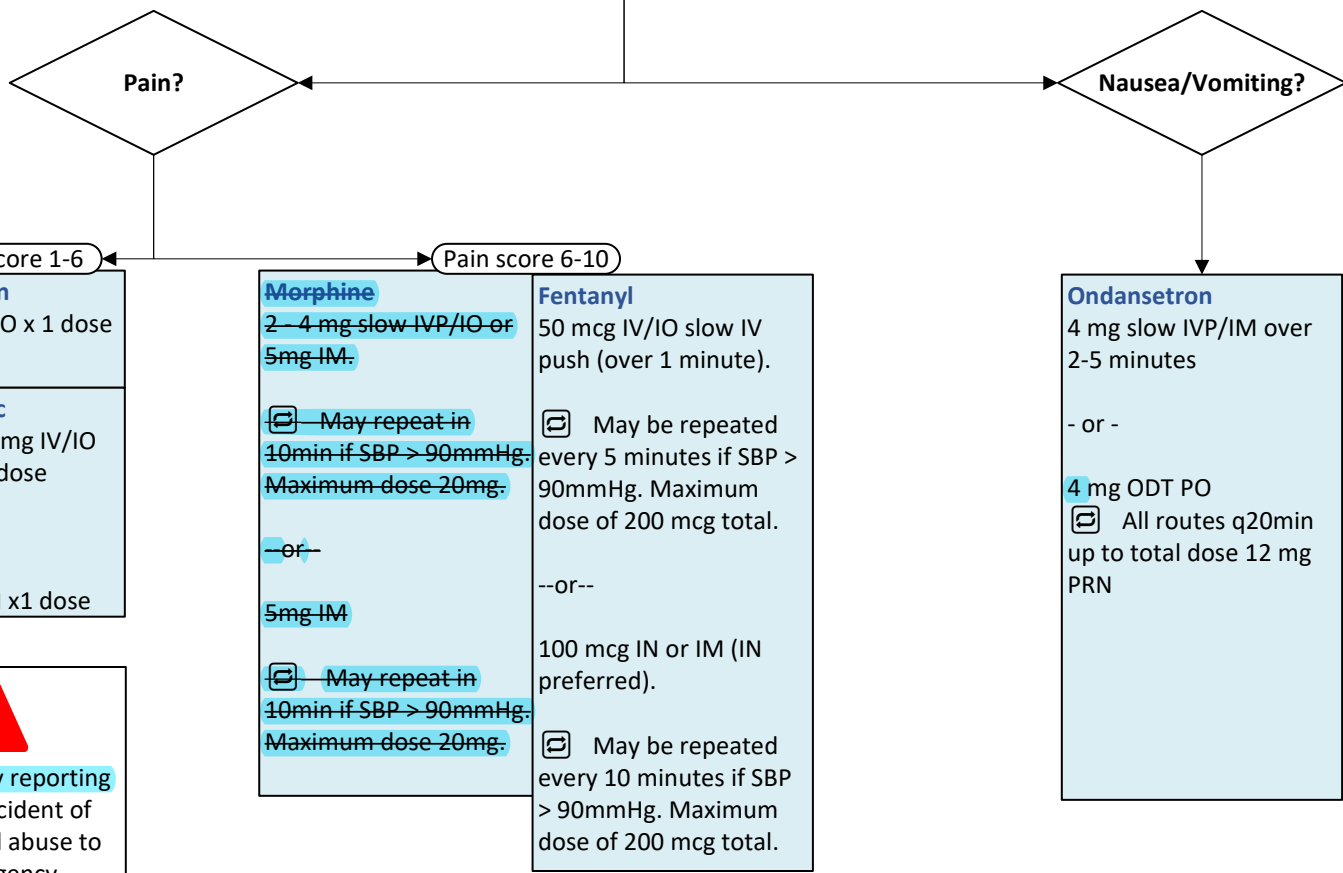 Pain?
Nausea/Vomiting?
core 1-6
Pain score 6-10
n
O x 1 dose
c
mg IV/IO
dose
x1 dose
Morphine
2 - 4 mg slow IVP/IO or
5mg IM.
May repeat in
10min if SBP > 90mmHg.
Maximum dose 20mg.
--or--
5mg IM
May repeat in
10min if SBP > 90mmHg.
Maximum dose 20mg.
Fentanyl
50 mcg IV/IO slow IV
push (over 1 minute).
May be repeated
every 5 minutes if SBP >
90mmHg. Maximum
dose of 200 mcg total.
--or--
100 mcg IN or IM (IN
preferred).
May be repeated
every 10 minutes if SBP
> 90mmHg. Maximum
dose of 200 mcg total.
Ondansetron
4 mg slow IVP/IM over
2-5 minutes
- or -
4 mg ODT PO
All routes q20min
up to total dose 12 mg
PRN
y reporting
cident of
abuse to